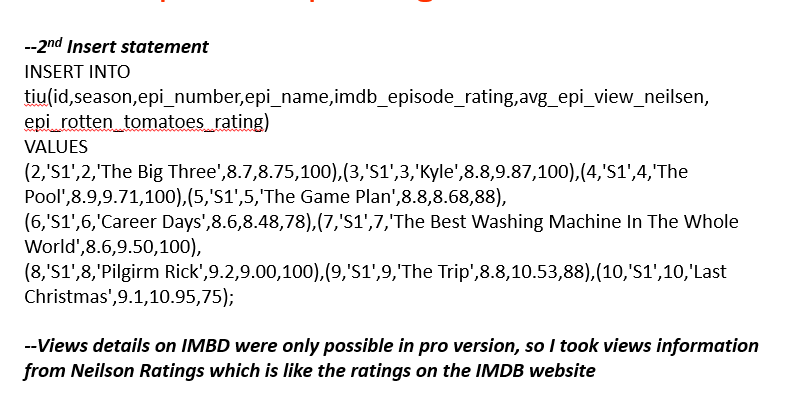 --2nd Insert statement
INSERT INTO
tiu(id,season,epi_number,epi_name,imdb_episode_rating,avg_epi_view_neilsen,
epi_rotten_tomatoes_rating)
VALUES
(2,'S1',2,'The Big Three',8.7,8.75,100),(3,'S1',3,'Kyle',8.8,9.87,100),(4,'S1',4,'The
Pool',8.9,9.71,100),(5,'S1',5,'The Game Plan',8.8,8.68,88),
(6,'S1',6,'Career Days',8.6,8.48,78),(7,'S1',7,'The Best Washing Machine In The Whole
World',8.6,9.50,100),
(8,'S1',8,'Pilgirm Rick',9.2,9.00,100),(9,'S1',9,'The Trip',8.8,10.53,88),(10,'S1',10,'Last
Christmas',9.1,10.95,75);
--Views details on IMBD were only possible in pro version, so I took views information
from Neilson Ratings which is like the ratings on the IMDB website